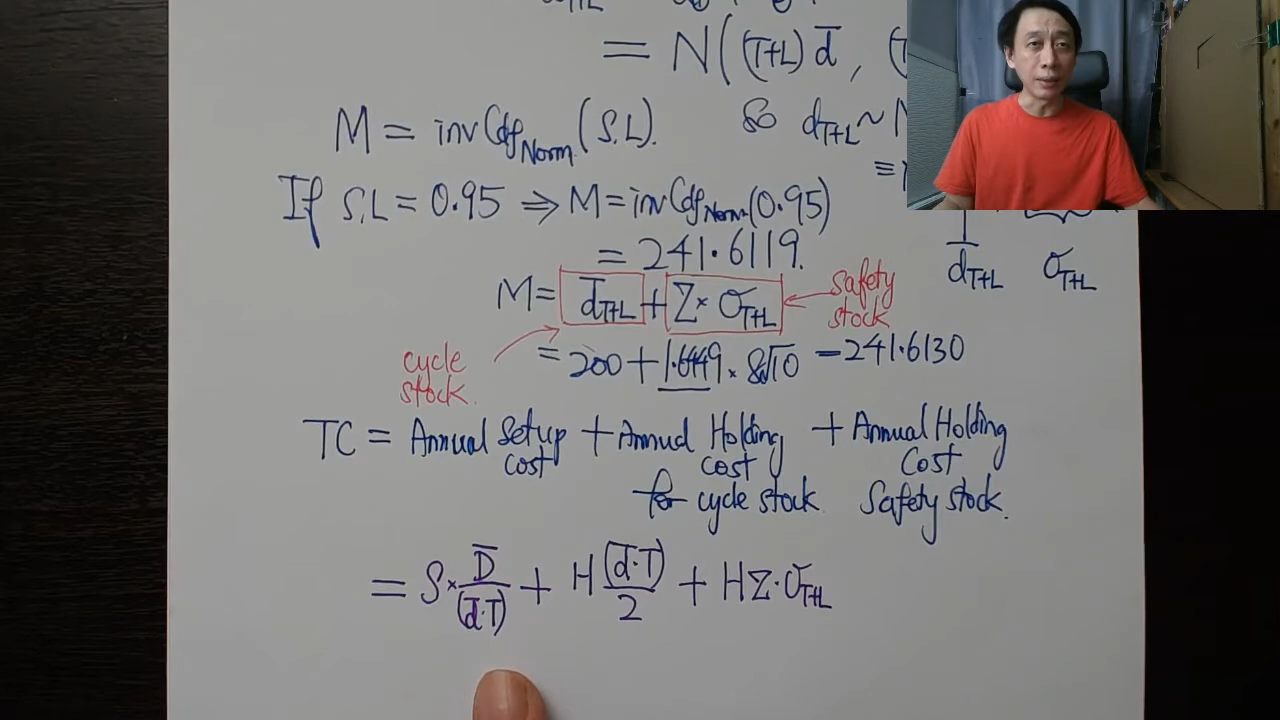 = N((T+L)d̄, (T
M = invCdf_Norm (S.L). So d_T+L ~ N
If S.L = 0.95 ⇒ M = invCdf_Norm (0.95)
= 241.6119.
d̄_T+L σ_T+L
M = d̄_T+L + Z × σ_T+L safety stock
cycle stock = 200 + 1.6449 × 8√10 = 241.6130
TC = Annual Setup cost + Annual Holding cost for cycle stock + Annual Holding Cost Safety stock.
= S × D̄/(d̄·T) + H (d̄·T)/2 + HZ·σ_T+L